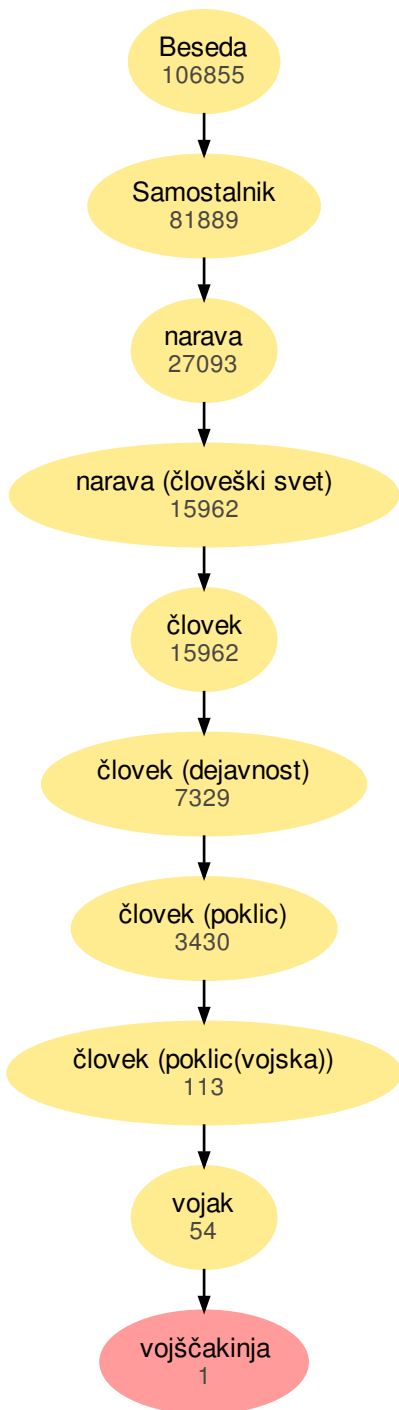 Beseda
106855
Samostalnik
81889
narava
27093
narava (človeški svet)
15962
človek
15962
človek (dejavnost)
7329
človek (poklic)
3430
človek (poklic(vojska))
113
vojak
54
vojščakinja
1